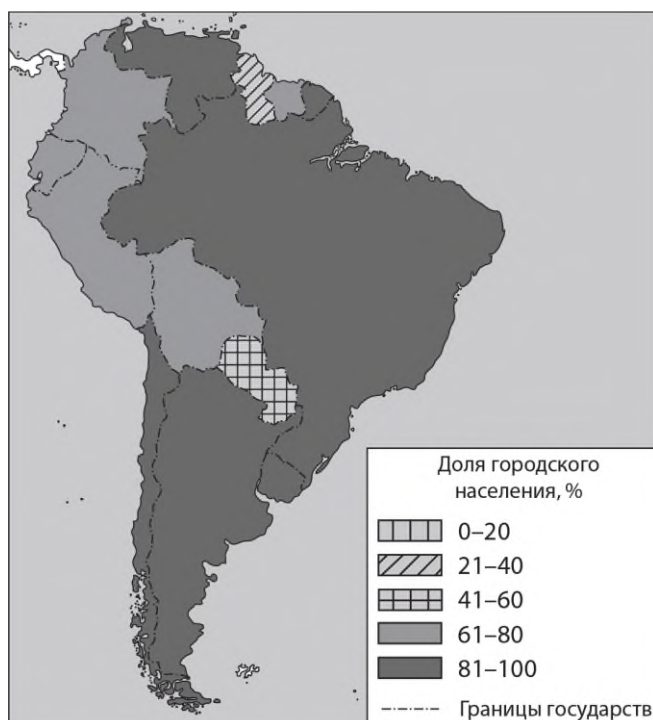 Доля городского
населения, %
0–20
21–40
41–60
61–80
81–100
Границы государств